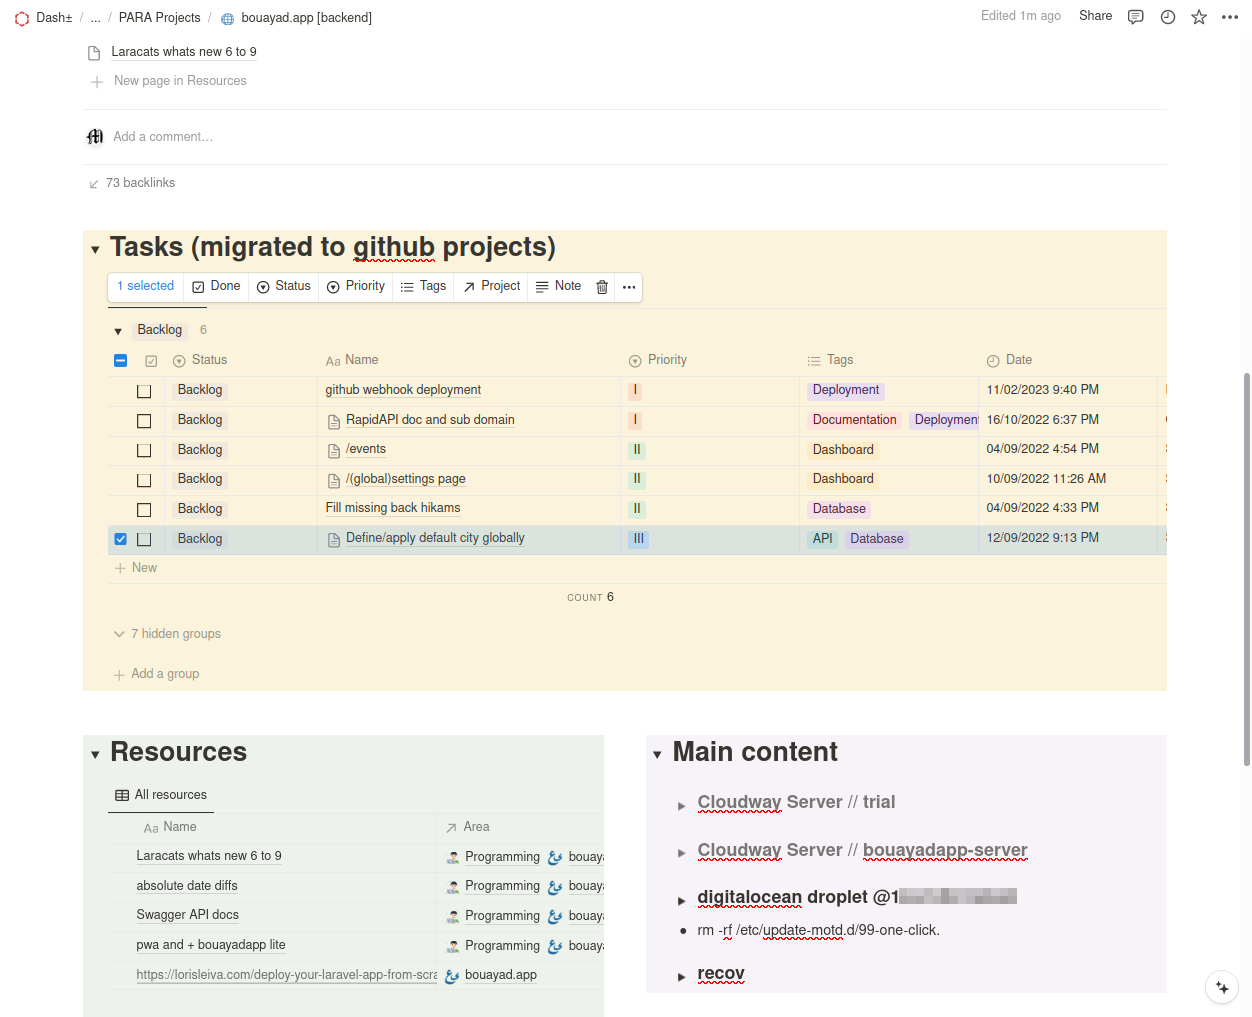 Dash± / ... / PARA Projects / bouayad.app [backend]
Edited 1m ago Share
Laracats whats new 6 to 9
New page in Resources
Add a comment…
73 backlinks
Tasks (migrated to github projects)
1 selected Done Status Priority Tags Project Note
Backlog 6
Status Aa Name Priority Tags Date
Backlog github webhook deployment I Deployment 11/02/2023 9:40 PM
Backlog RapidAPI doc and sub domain I Documentation Deployment 16/10/2022 6:37 PM
Backlog /events II Dashboard 04/09/2022 4:54 PM
Backlog /(global)settings page II Dashboard 10/09/2022 11:26 AM
Backlog Fill missing back hikams II Database 04/09/2022 4:33 PM
Backlog Define/apply default city globally III API Database 12/09/2022 9:13 PM
New
COUNT 6
7 hidden groups
Add a group
Resources
All resources
Aa Name Area
Laracats whats new 6 to 9 Programming bouaya
absolute date diffs Programming bouaya
Swagger API docs Programming bouaya
pwa and + bouayadapp lite Programming bouaya
https://lorisleiva.com/deploy-your-laravel-app-from-scra bouayad.app
Main content
Cloudway Server // trial
Cloudway Server // bouayadapp-server
digitalocean droplet @1
rm -rf /etc/update-motd.d/99-one-click.
recov